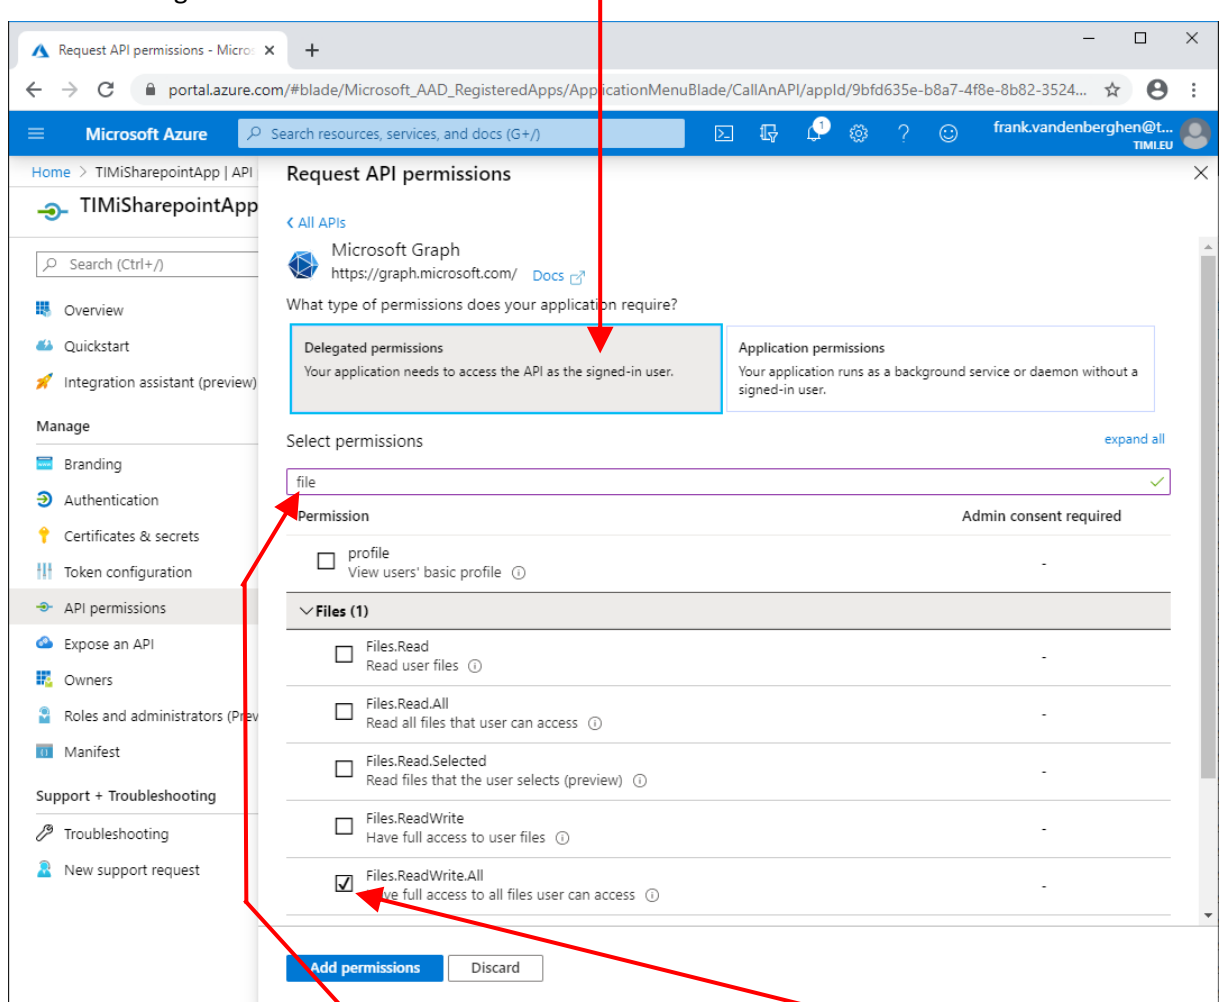 Request API permissions - Micros
portal.azure.com/#blade/Microsoft_AAD_RegisteredApps/ApplicationMenuBlade/CallAnAPI/appId/9bfd635e-b8a7-4f8e-8b82-3524...
Microsoft Azure
Search resources, services, and docs (G+/)
1
frank.vandenberghen@t...
TIMI.EU
Home > TIMiSharepointApp | API
TIMiSharepointApp
Search (Ctrl+/)
Overview
Quickstart
Integration assistant (preview)
Manage
Branding
Authentication
Certificates & secrets
Token configuration
API permissions
Expose an API
Owners
Roles and administrators (Prev
Manifest
Support + Troubleshooting
Troubleshooting
New support request
Request API permissions
All APIs
Microsoft Graph
https://graph.microsoft.com/ Docs
What type of permissions does your application require?
Delegated permissions
Your application needs to access the API as the signed-in user.
Application permissions
Your application runs as a background service or daemon without a
signed-in user.
Select permissions
expand all
file
Permission
Admin consent required
profile
View users' basic profile
-
Files (1)
Files.Read
Read user files
-
Files.Read.All
Read all files that user can access
-
Files.Read.Selected
Read files that the user selects (preview)
-
Files.ReadWrite
Have full access to user files
-
Files.ReadWrite.All
Have full access to all files user can access
-
Add permissions
Discard